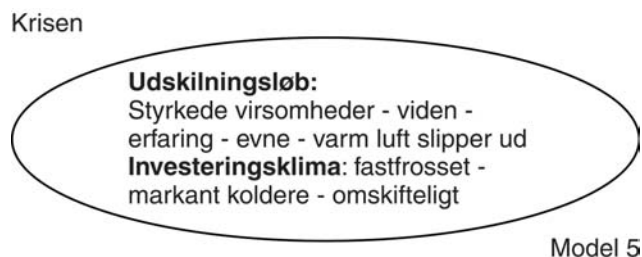 Krisen
Udskilningsløb:
Styrkede virsomheder - viden -
erfaring - evne - varm luft slipper ud
Investeringsklima: fastfrosset -
markant koldere - omskifteligt
Model 5